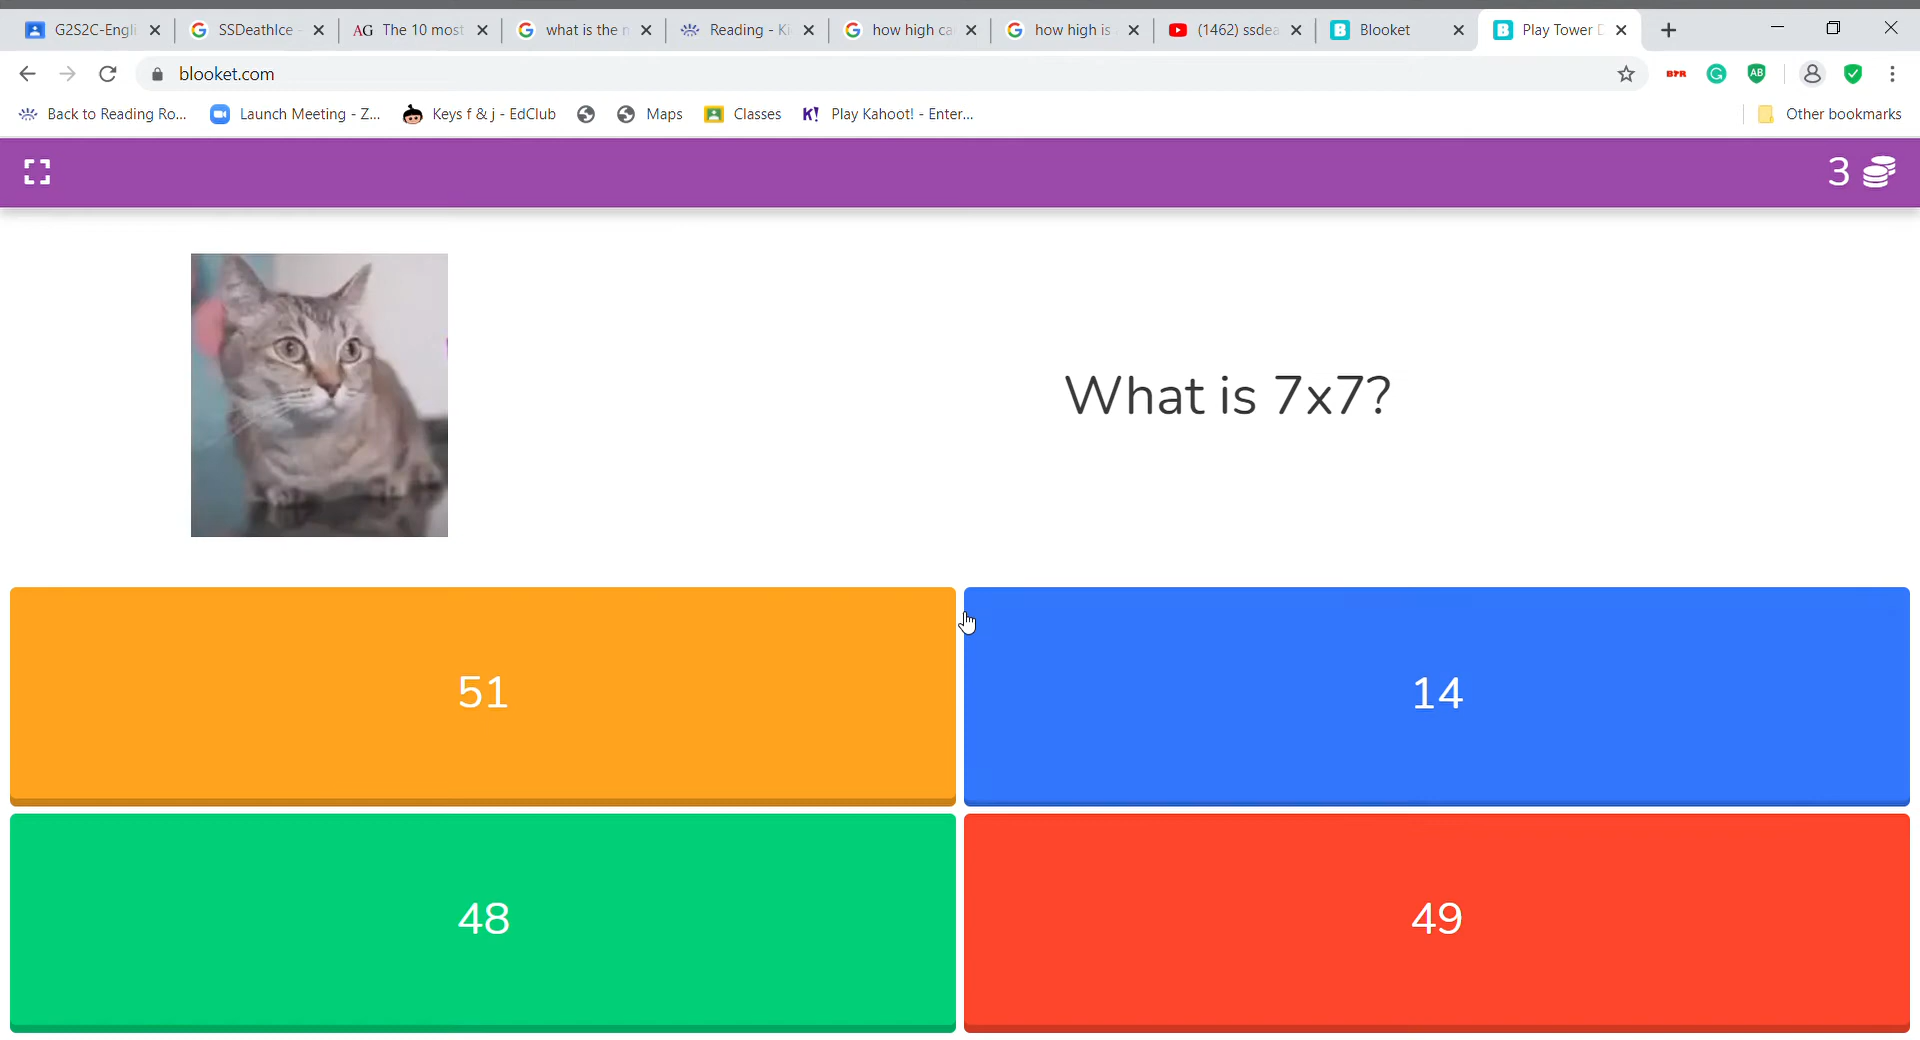 G2S2C-Engli
SSDeathIce -
AG The 10 most
what is the n
Reading - Ki
how high ca
how high is
(1462) ssdea
B Blooket
B Play Tower D
blooket.com
BTR
G
AB
Back to Reading Ro...
Launch Meeting - Z...
Keys f & j - EdClub
Maps
Classes
K! Play Kahoot! - Enter...
Other bookmarks
3
What is 7x7?
51
14
48
49